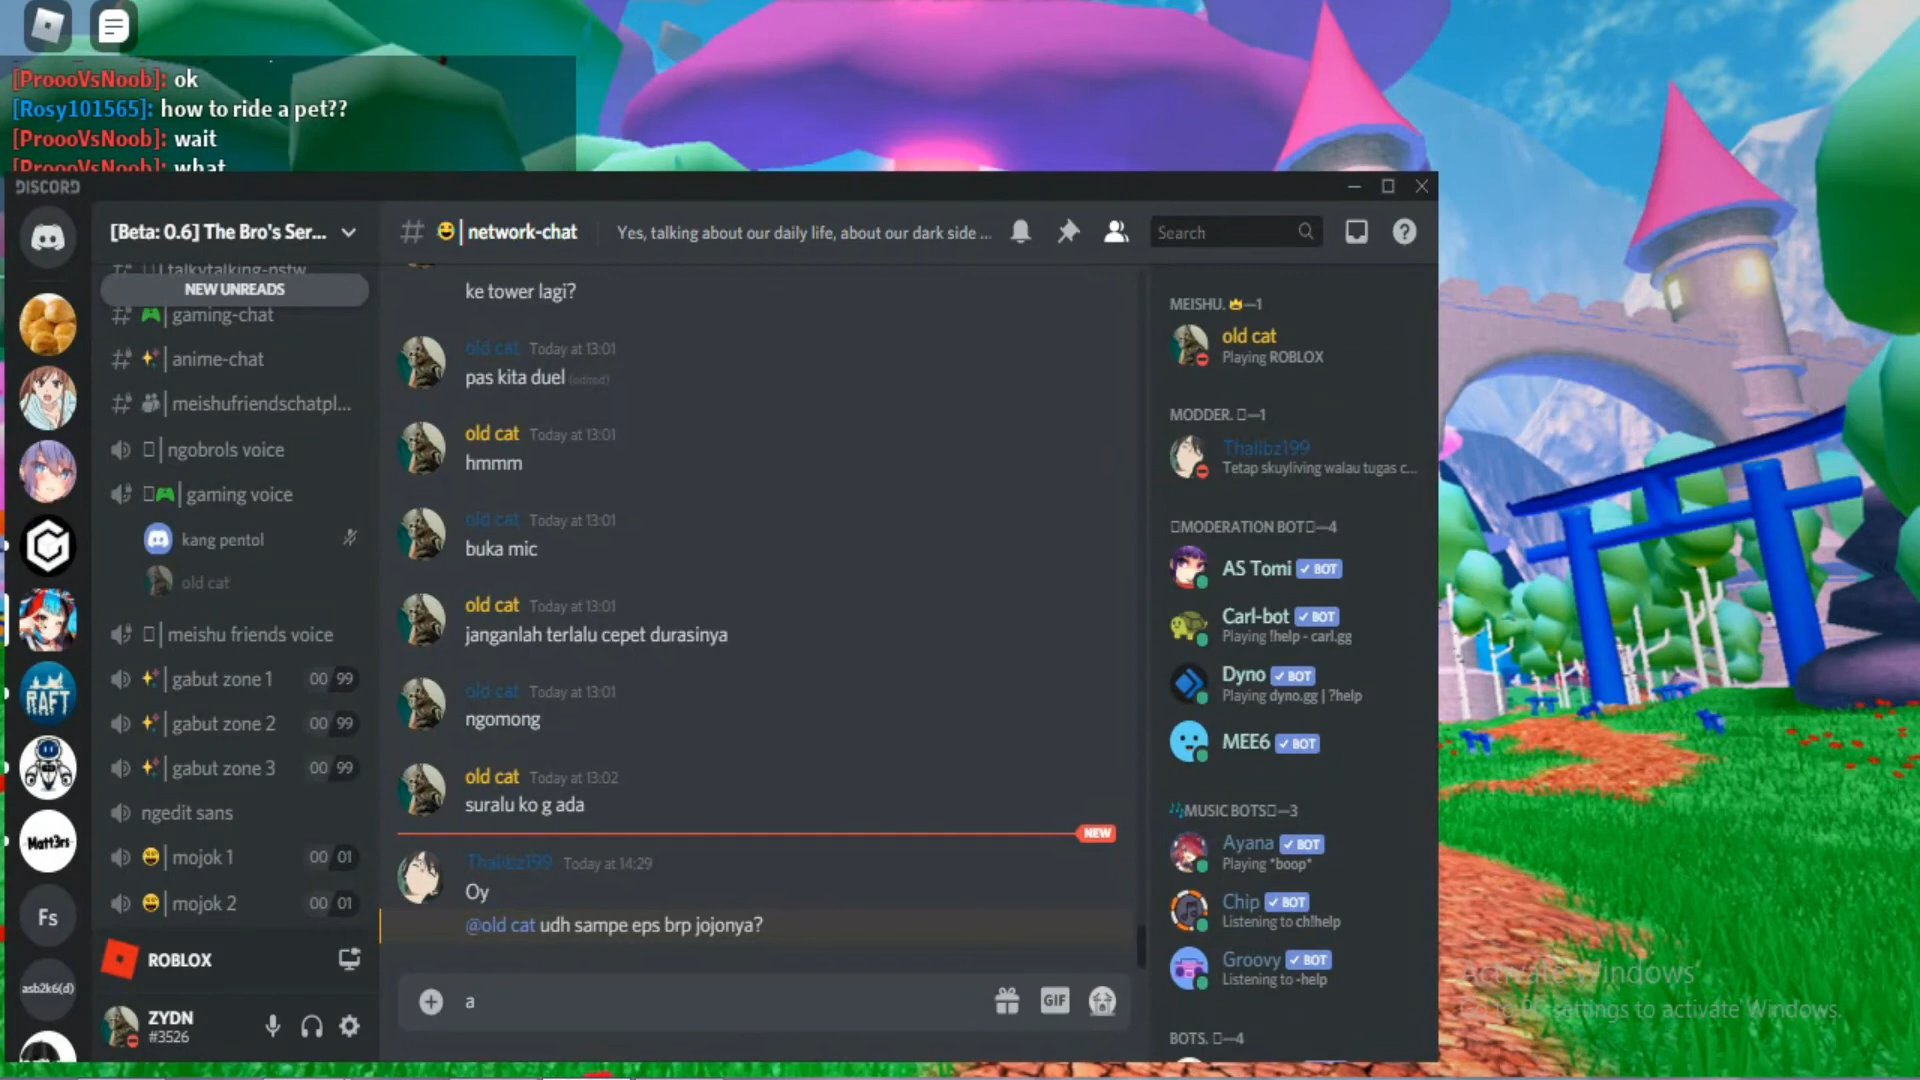 [ProooVsNoob]: ok
[Rosy101565]: how to ride a pet??
[ProooVsNoob]: wait
[ProooVsNoob]: what
DISCORD
[Beta: 0.6] The Bro's Ser...
talkytalking-nstw
NEW UNREADS
gaming-chat
anime-chat
meishufriendschatpl...
ngobrols voice
gaming voice
kang pentol
old cat
meishu friends voice
gabut zone 1 00 99
gabut zone 2 00 99
gabut zone 3 00 99
ngedit sans
mojok 1 00 01
mojok 2 00 01
ROBLOX
ZYDN
#3526
RAFT
Matt3rs
Fs
asb2k6(d)
# 😃| network-chat
Yes, talking about our daily life, about our dark side ...
Search
ke tower lagi?
old cat Today at 13:01
pas kita duel (edited)
old cat Today at 13:01
hmmm
old cat Today at 13:01
buka mic
old cat Today at 13:01
janganlah terlalu cepet durasinya
old cat Today at 13:01
ngomong
old cat Today at 13:02
suralu ko g ada
NEW
Thalibz199 Today at 14:29
Oy
@old cat udh sampe eps brp jojonya?
a
GIF
MEISHU. 👑—1
old cat
Playing ROBLOX
MODDER. —1
Thalibz199
Tetap skuyliving walau tugas c...
MODERATION BOT—4
AS Tomi ✓ BOT
Carl-bot ✓ BOT
Playing !help - carl.gg
Dyno ✓ BOT
Playing dyno.gg | ?help
MEE6 ✓ BOT
🎶MUSIC BOTS—3
Ayana ✓ BOT
Playing *boop*
Chip ✓ BOT
Listening to ch!help
Groovy ✓ BOT
Listening to -help
BOTS. —4
Activate Windows
Go to PC settings to activate Windows.